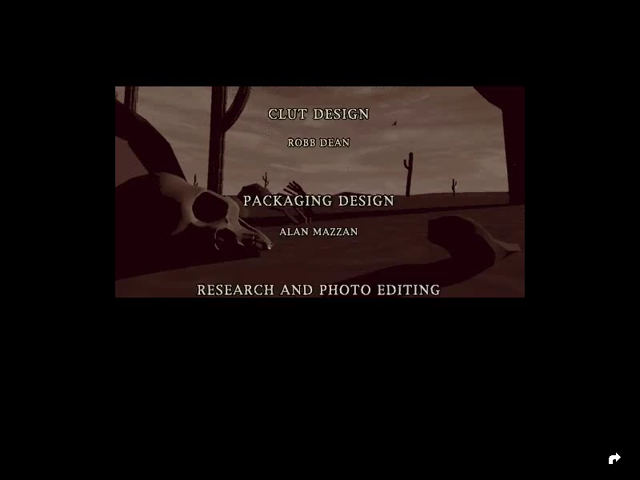 CLUT DESIGN
ROBB DEAN
PACKAGING DESIGN
ALAN MAZZAN
RESEARCH AND PHOTO EDITING